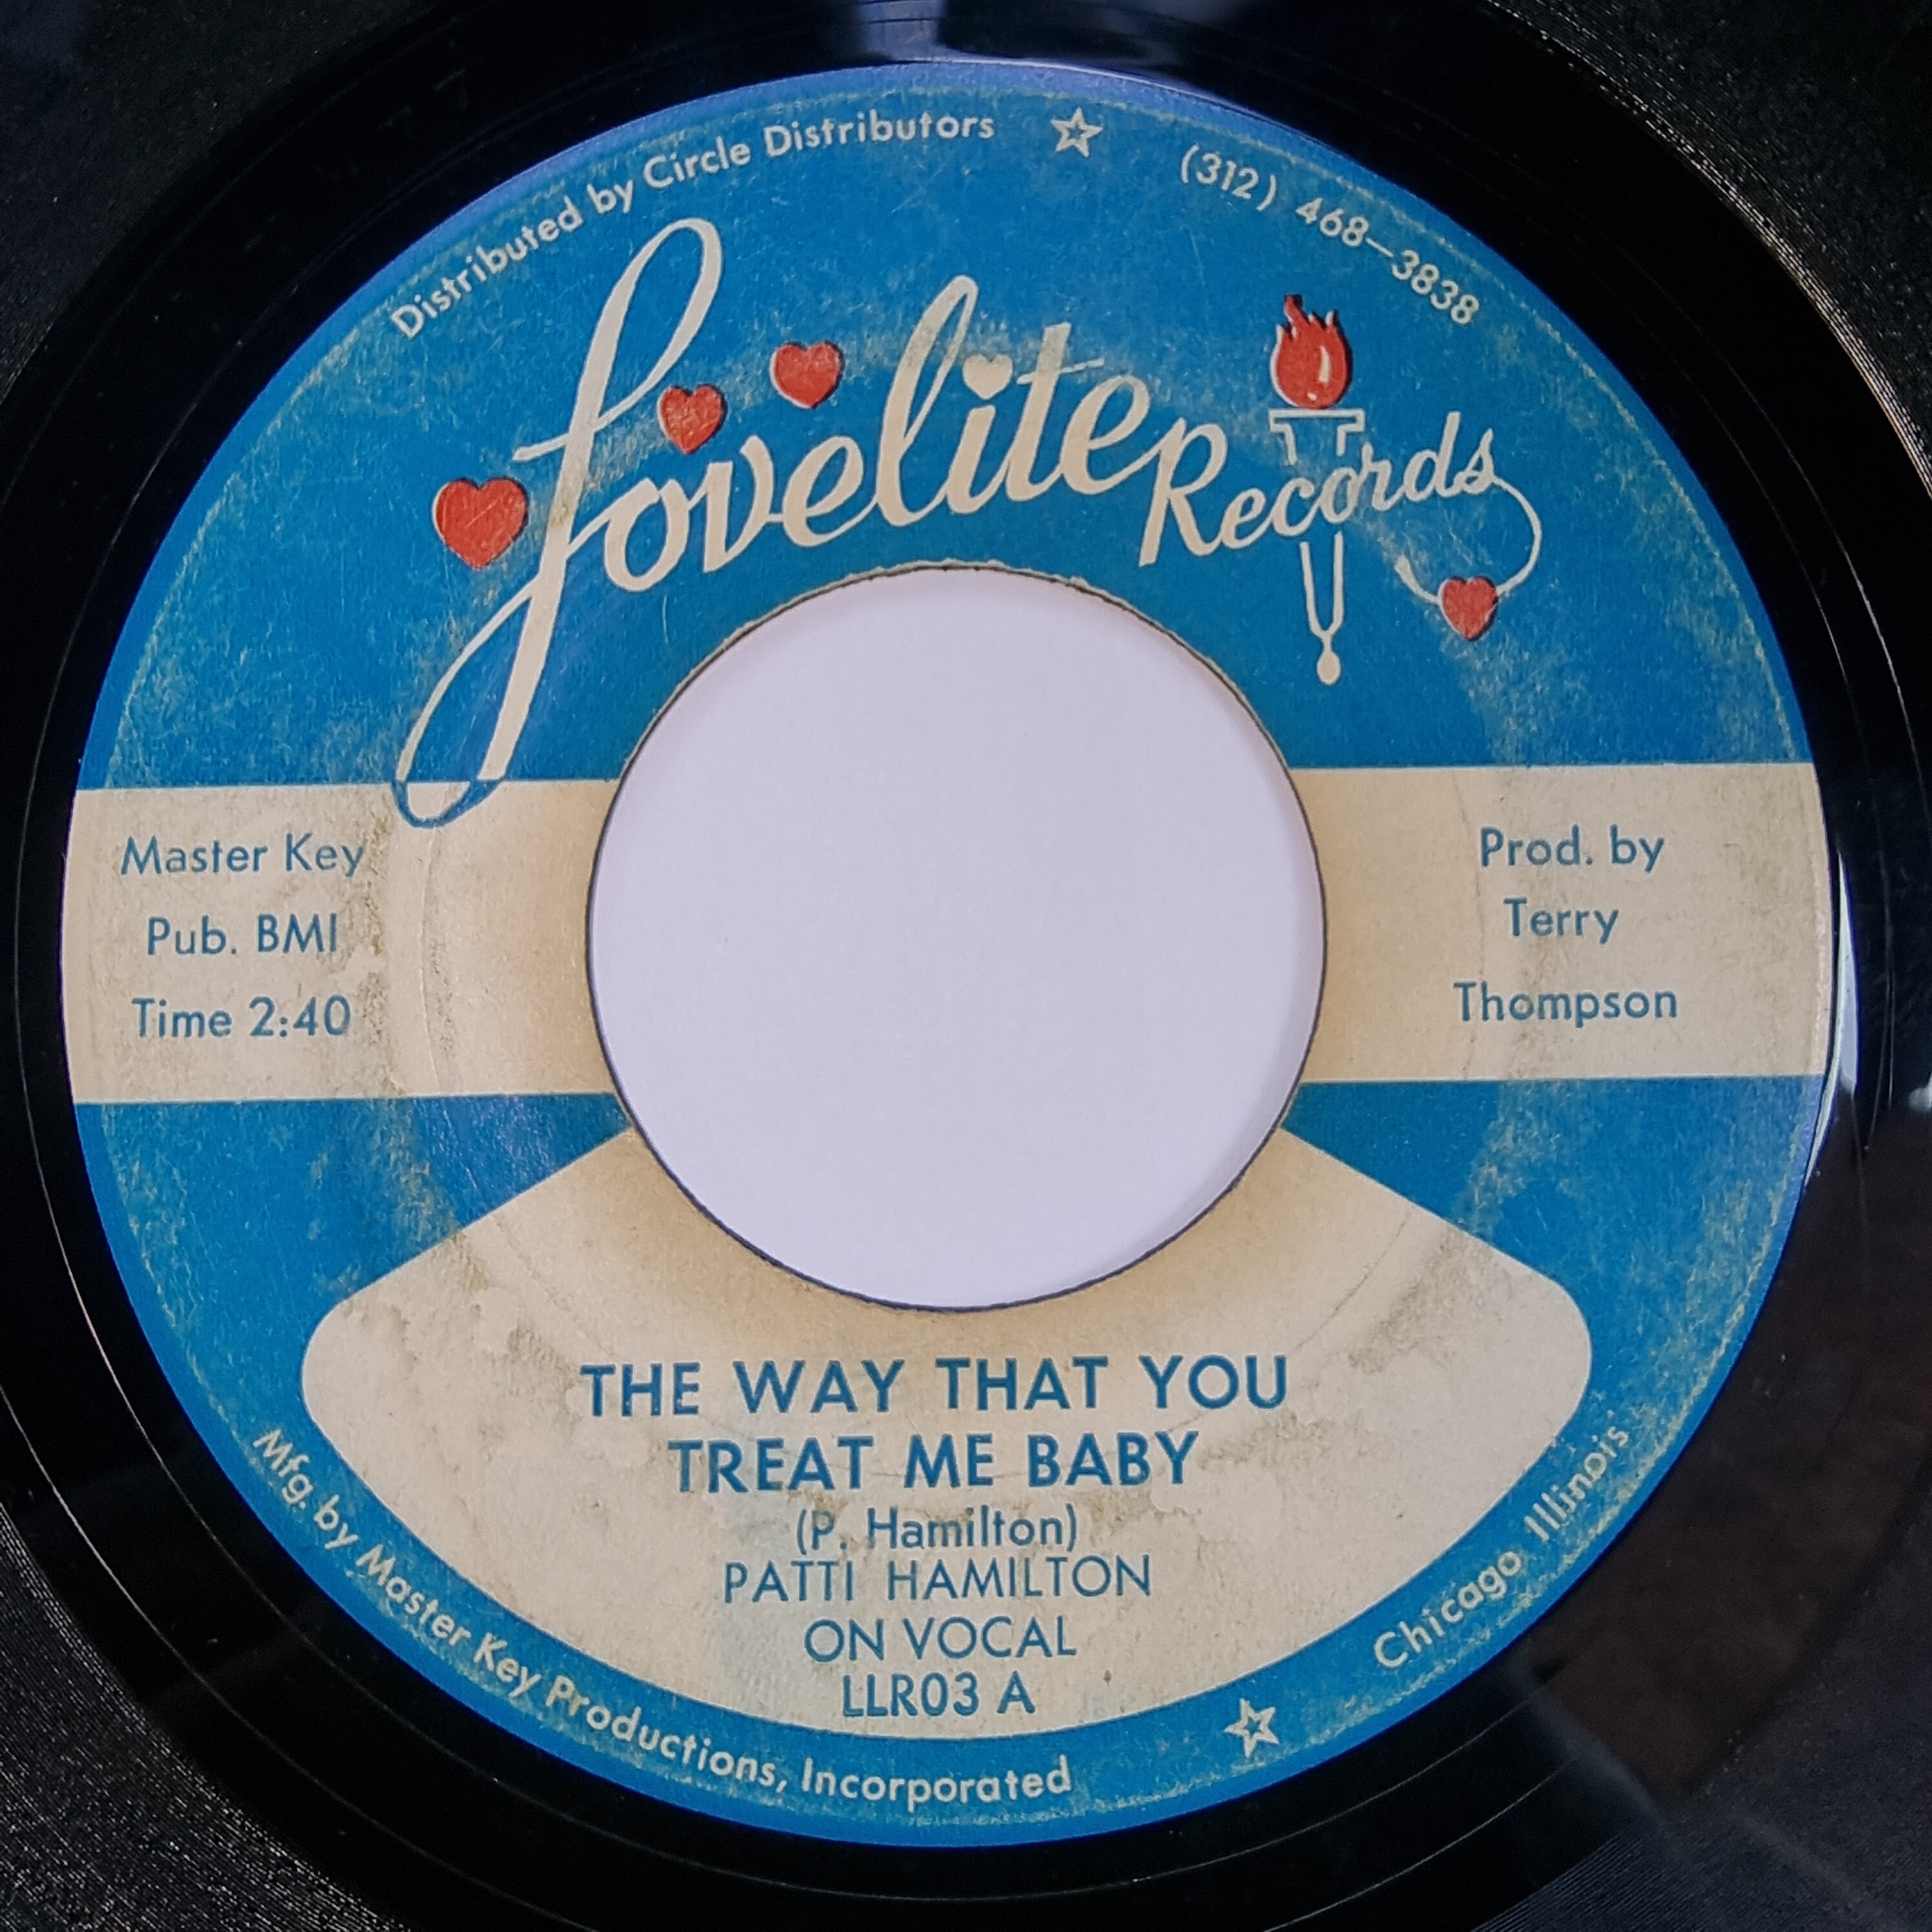 Distributed by Circle Distributors ☆ (312) 468-3838
Lovelite Records
Master Key
Pub. BMI
Time 2:40
Prod. by
Terry
Thompson
THE WAY THAT YOU
TREAT ME BABY
(P. Hamilton)
PATTI HAMILTON
ON VOCAL
LLR03 A
Mfg. by Master Key Productions, Incorporated ☆ Chicago Illinois